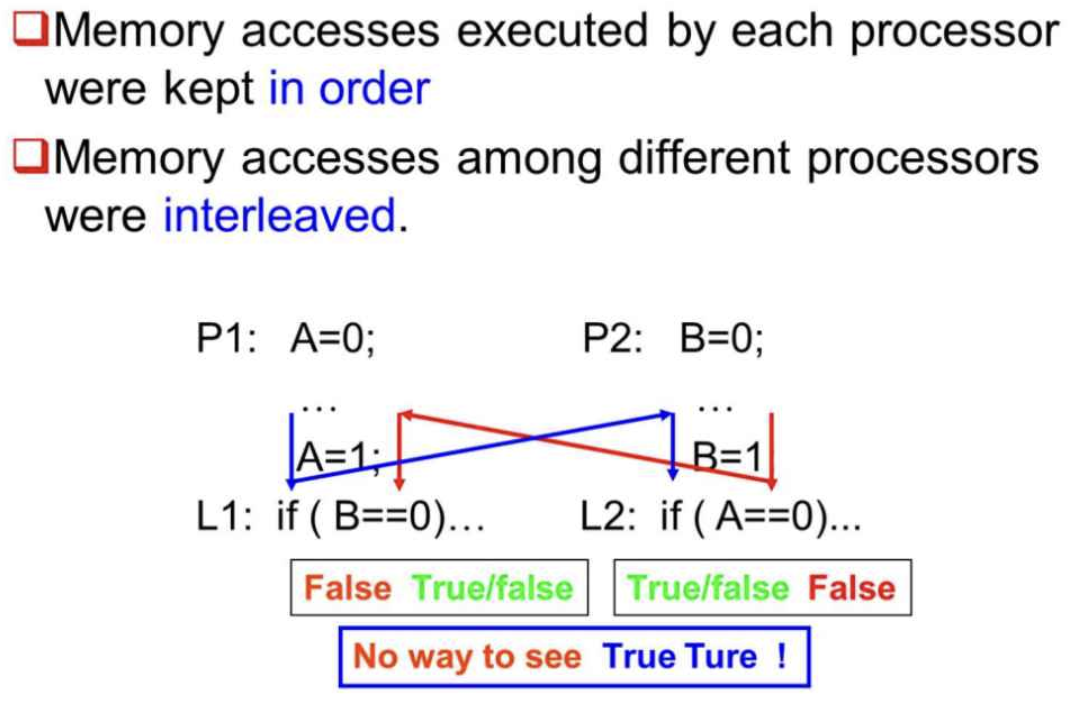 Memory accesses executed by each processor
were kept in order
Memory accesses among different processors
were interleaved.
P1: A=0; P2: B=0;
... ...
A=1; B=1
L1: if ( B==0)... L2: if ( A==0)...
False True/false True/false False
No way to see True Ture !